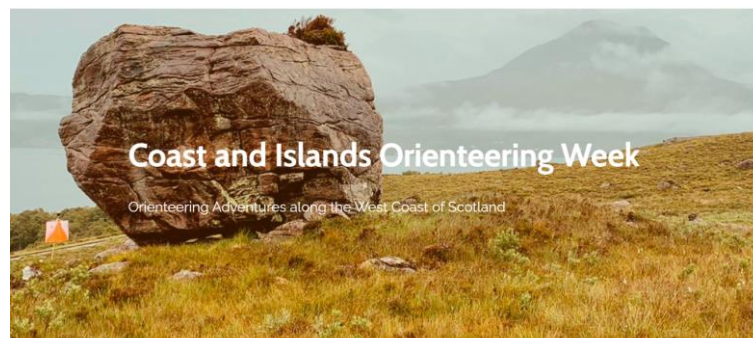 Coast and Islands Orienteering Week
Orienteering Adventures along the West Coast of Scotland